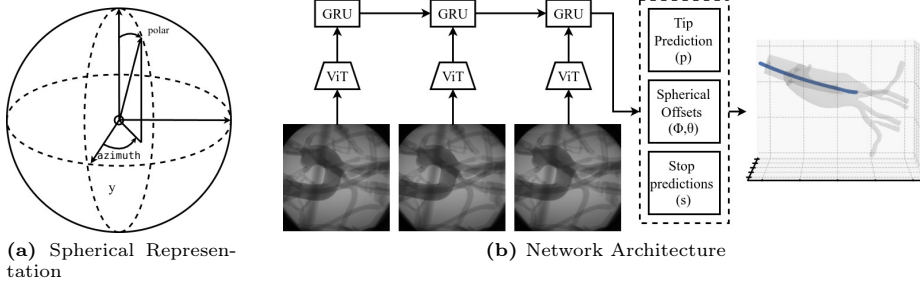 polar
azimuth
y
(a) Spherical Represen-
tation
GRU
GRU
GRU
ViT
ViT
ViT
Tip
Prediction
(p)
Spherical
Offsets
(Φ,θ)
Stop
predictions
(s)
(b) Network Architecture